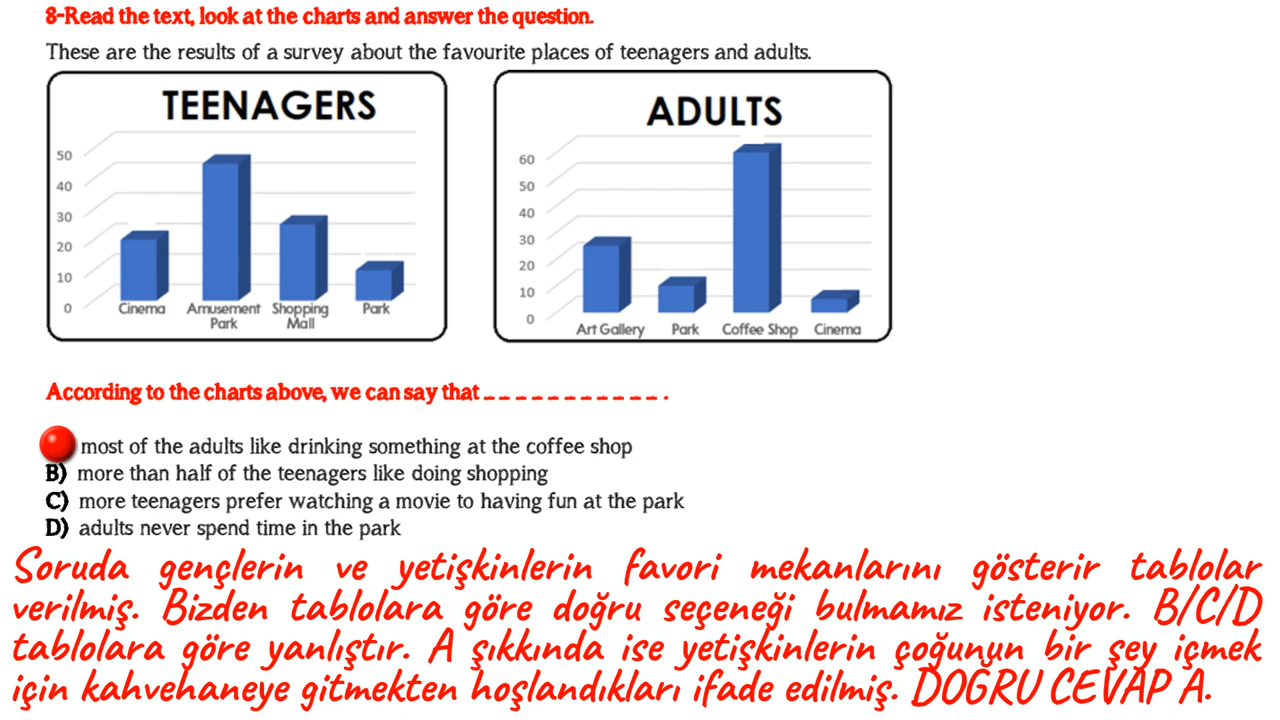 8-Read the text, look at the charts and answer the question.
These are the results of a survey about the favourite places of teenagers and adults.
TEENAGERS
50
40
30
20
10
0
Cinema Amusement Park Shopping Mall Park
ADULTS
60
50
40
30
20
10
0
Art Gallery Park Coffee Shop Cinema
According to the charts above, we can say that _ _ _ _ _ _ _ _ _ _ _ _ .
most of the adults like drinking something at the coffee shop
B) more than half of the teenagers like doing shopping
C) more teenagers prefer watching a movie to having fun at the park
D) adults never spend time in the park
Soruda gençlerin ve yetişkinlerin favori mekanlarını gösterir tablolar
verilmiş. Bizden tablolara göre doğru seçeneği bulmamız isteniyor. B/C/D
tablolara göre yanlıştır. A şıkkında ise yetişkinlerin çoğunun bir şey içmek
için kahvehaneye gitmekten hoşlandıkları ifade edilmiş. DOĞRU CEVAP A.